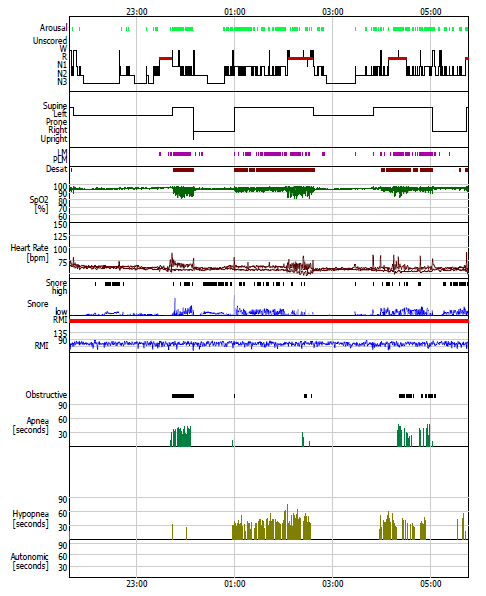 23:00 01:00 03:00 05:00
Arousal
Unscored
W
R
N1
N2
N3
Supine
Left
Prone
Right
Upright
LM
PLM
Desat
100
90
SpO2 80
[%] 70
60
150
125
Heart Rate 100
[bpm] 75
Snore
high
Snore
low
RMI
135
RMI 90
Obstructive
90
Apnea 60
[seconds] 30
90
Hypopnea 60
[seconds] 30
90
Autonomic 60
[seconds] 30
23:00 01:00 03:00 05:00